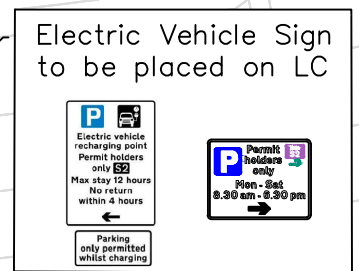 Electric Vehicle Sign
to be placed on LC
P
Electric vehicle
recharging point
Permit holders
only S2
Max stay 12 hours
No return
within 4 hours
Parking
only permitted
whilst charging
P
Permit
holders
only
Mon - Sat
8.30 am - 6.30 pm